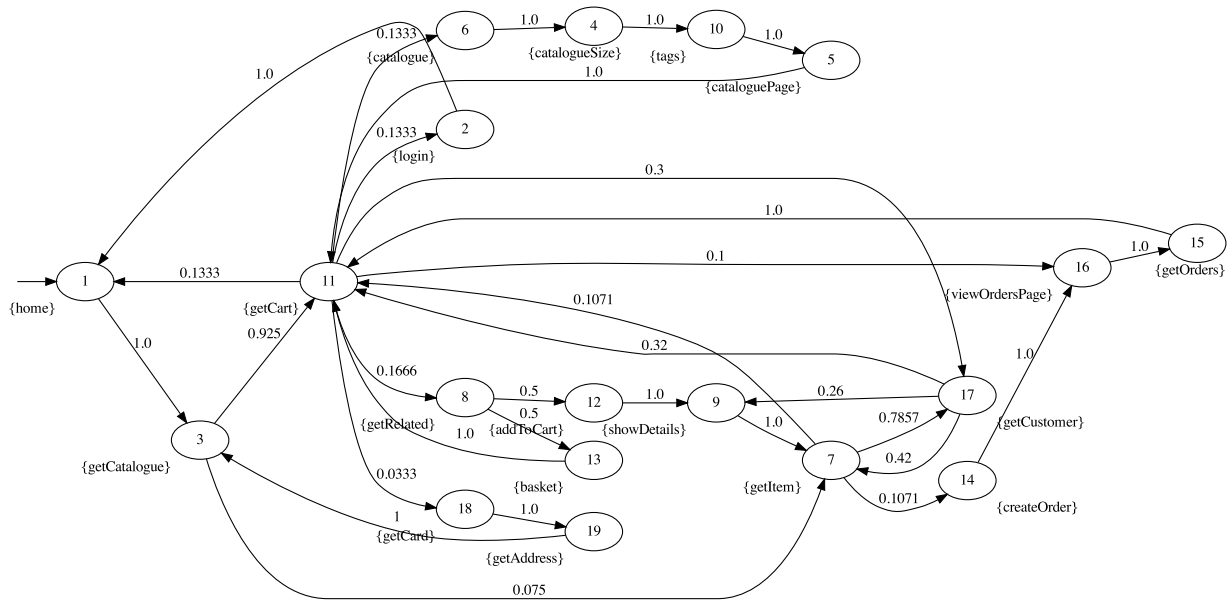 1.0
1.0
0.1333
6
4
10
{catalogue}
{catalogueSize}
{tags}
1.0
5
1.0
1.0
{cataloguePage}
0.1333
2
{login}
0.3
1.0
15
1.0
{getOrders}
0.1
16
{viewOrdersPage}
1
{home}
0.1333
11
{getCart}
0.925
1.0
0.1071
0.32
0.1666
8
{getRelated}
0.5
0.5
12
{addToCart}
1.0
{showDetails}
9
0.26
17
{getCustomer}
1.0
1.0
0.7857
0.42
3
{getCatalogue}
1.0
13
{basket}
7
{getItem}
14
{createOrder}
0.1071
0.0333
18
{getCard}
1
1.0
19
{getAddress}
0.075